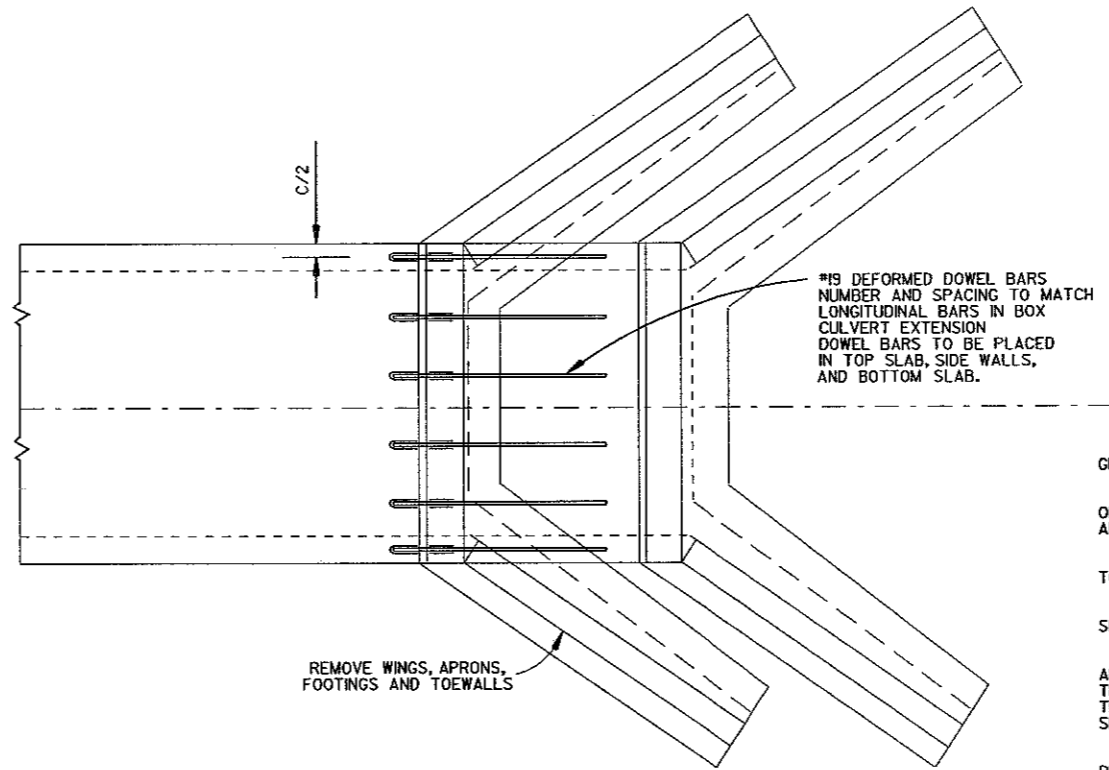 C/2
#19 DEFORMED DOWEL BARS
NUMBER AND SPACING TO MATCH
LONGITUDINAL BARS IN BOX
CULVERT EXTENSION
DOWEL BARS TO BE PLACED
IN TOP SLAB, SIDE WALLS,
AND BOTTOM SLAB.
REMOVE WINGS, APRONS,
FOOTINGS AND TOEWALLS